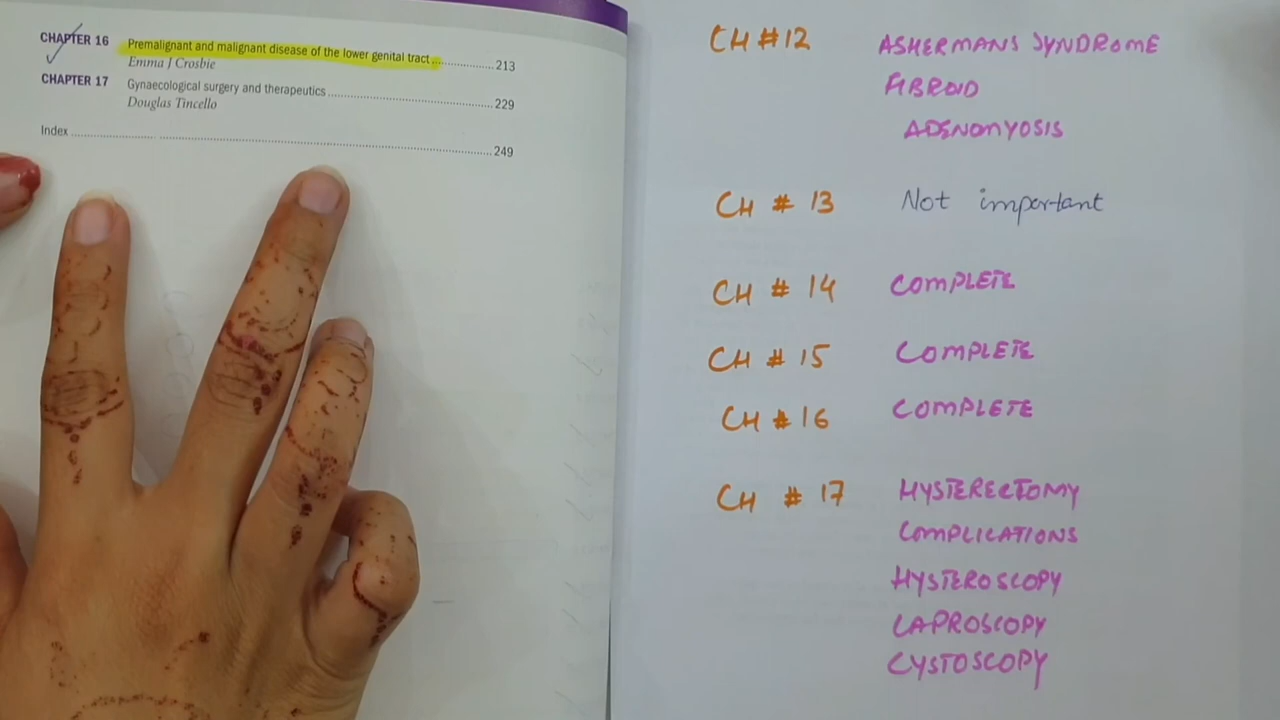 CHAPTER 16 Premalignant and malignant disease of the lower genital tract ................213
Emma J Crosbie
CHAPTER 17 Gynaecological surgery and therapeutics ................229
Douglas Tincello
Index ................249
CH #12 ASHERMANS SYNDROME
FIBROID
ADENOMYOSIS
CH # 13 Not important
CH # 14 COMPLETE
CH # 15 COMPLETE
CH #16 COMPLETE
CH # 17 HYSTERECTOMY
COMPLICATIONS
HYSTEROSCOPY
LAPROSCOPY
CYSTOSCOPY